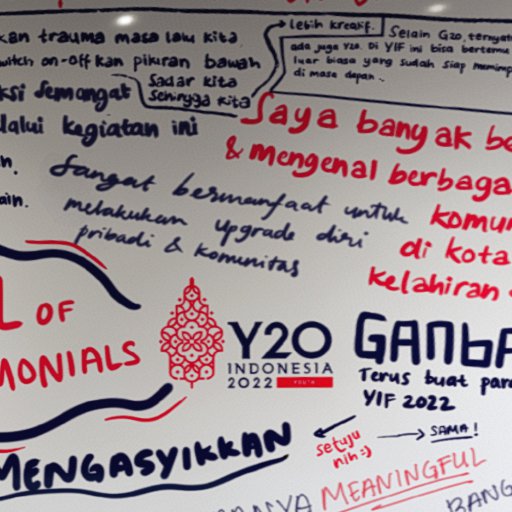 kan trauma masa lalu kita
switch on-off kan pikiran bawah
sadar kita
sehingga kita
lebih kreatif.
Selain G20, ternyata
ada juga Y20. Di YIF ini bisa bertemu
luar biasa yang sudah siap memimp
di masa depan.
ksi Semangat
lalui kegiatan ini
Saya banyak be
& mengenal berbaga
komun
di kota
kelahiran
Sangat bermanfaat untuk
melakukan upgrade diri
pribadi & komunitas
L OF
MONIALS
Y20
INDONESIA
2022 YOUTH
GANBA
Terus buat par
YIF 2022
MENGASYIKKAN
setuju
nih :)
SAMA!
NYA MEANINGFUL
BANG